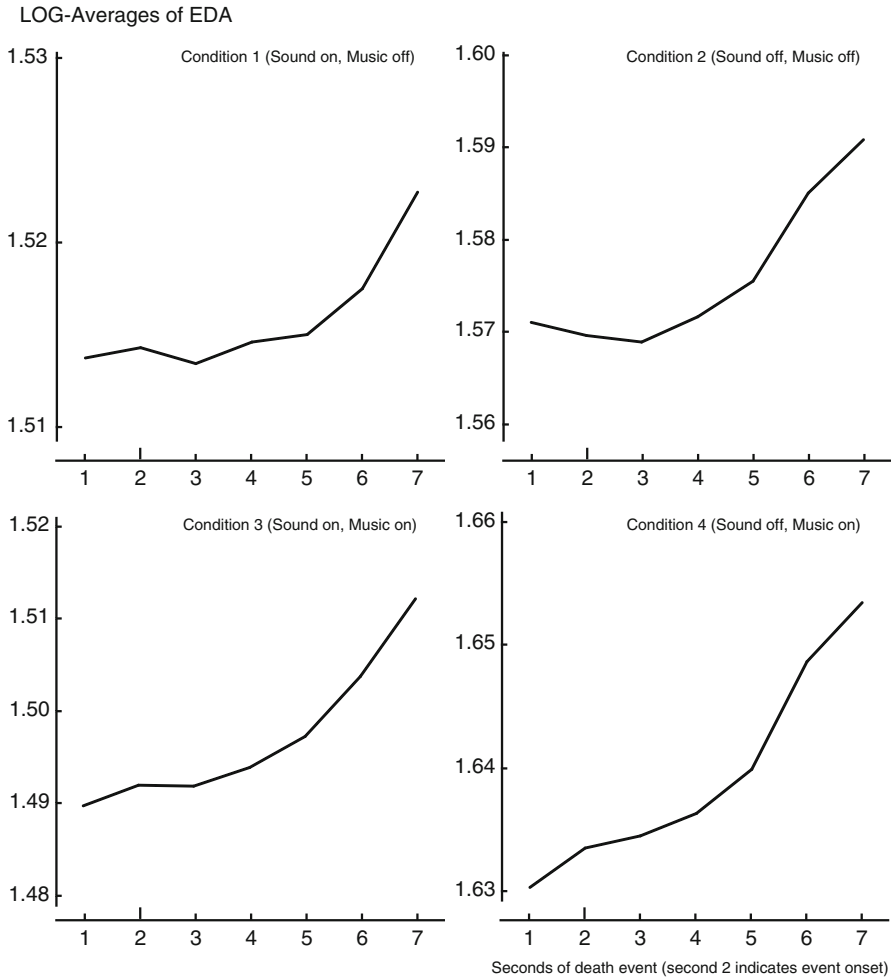 LOG-Averages of EDA
Condition 1 (Sound on, Music off)
1.53
1.52
1.51
1 2 3 4 5 6 7
Condition 2 (Sound off, Music off)
1.60
1.59
1.58
1.57
1.56
1 2 3 4 5 6 7
Condition 3 (Sound on, Music on)
1.52
1.51
1.50
1.49
1.48
1 2 3 4 5 6 7
Condition 4 (Sound off, Music on)
1.66
1.65
1.64
1.63
1 2 3 4 5 6 7
Seconds of death event (second 2 indicates event onset)